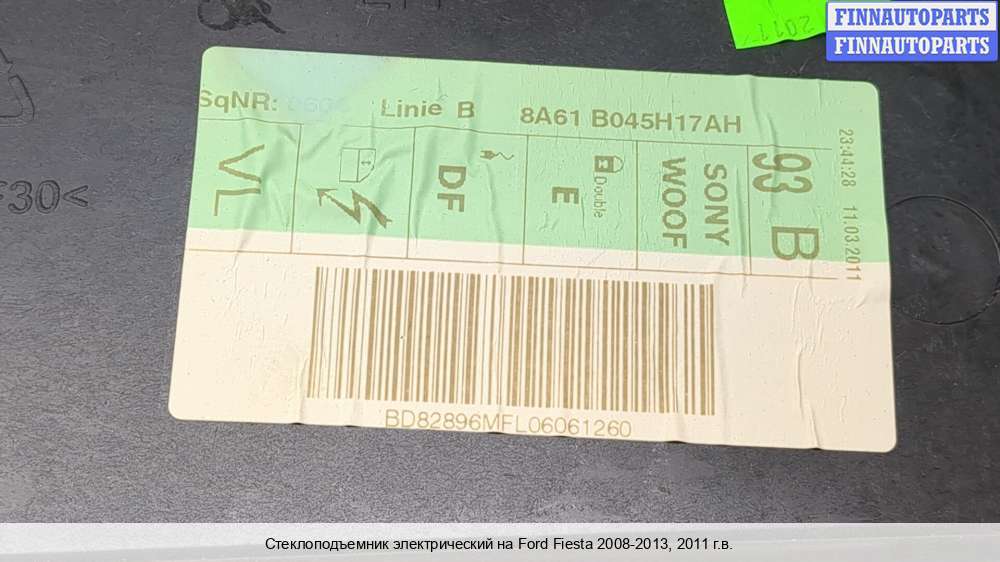 FINNAUTOPARTS
FINNAUTOPARTS
SqNR:
Linie B
8A61 B045H17AH
VL
DF
E
Double
SONY
WOOF
93
B
23:44:28 11.03.2011
BD82896MFL06061260
30<
Стеклоподъемник электрический на Ford Fiesta 2008-2013, 2011 г.в.